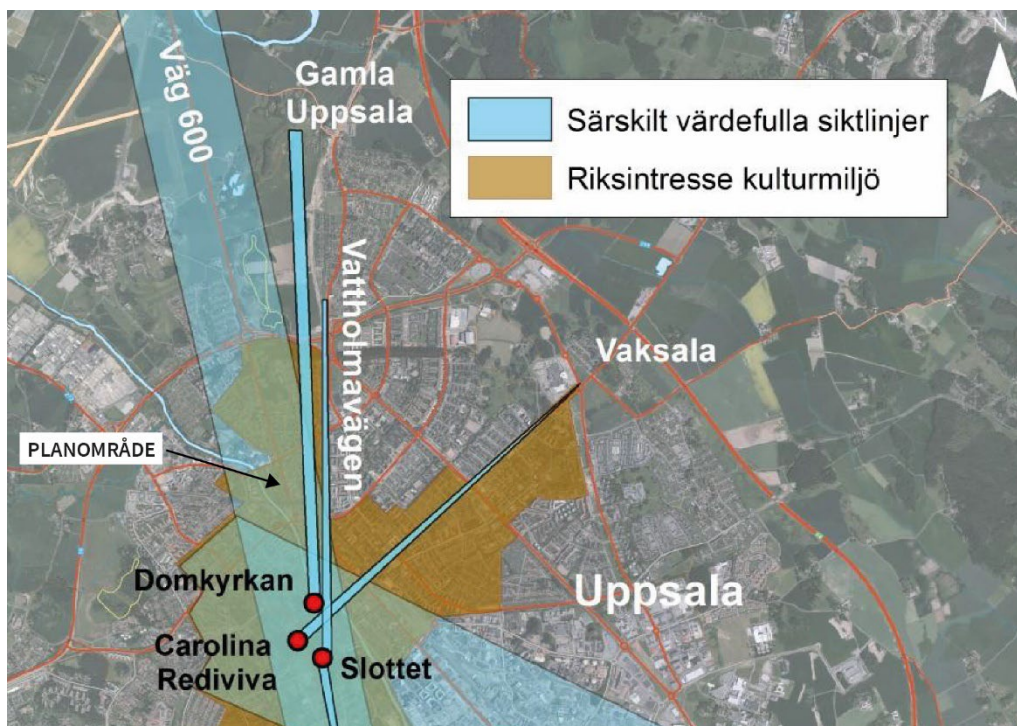 Väg 600
Gamla
Uppsala
N
Särskilt värdefulla siktlinjer
Riksintresse kulturmiljö
Vattholmavägen
Vaksala
PLANOMRÅDE
Domkyrkan
Carolina
Rediviva
Slottet
Uppsala